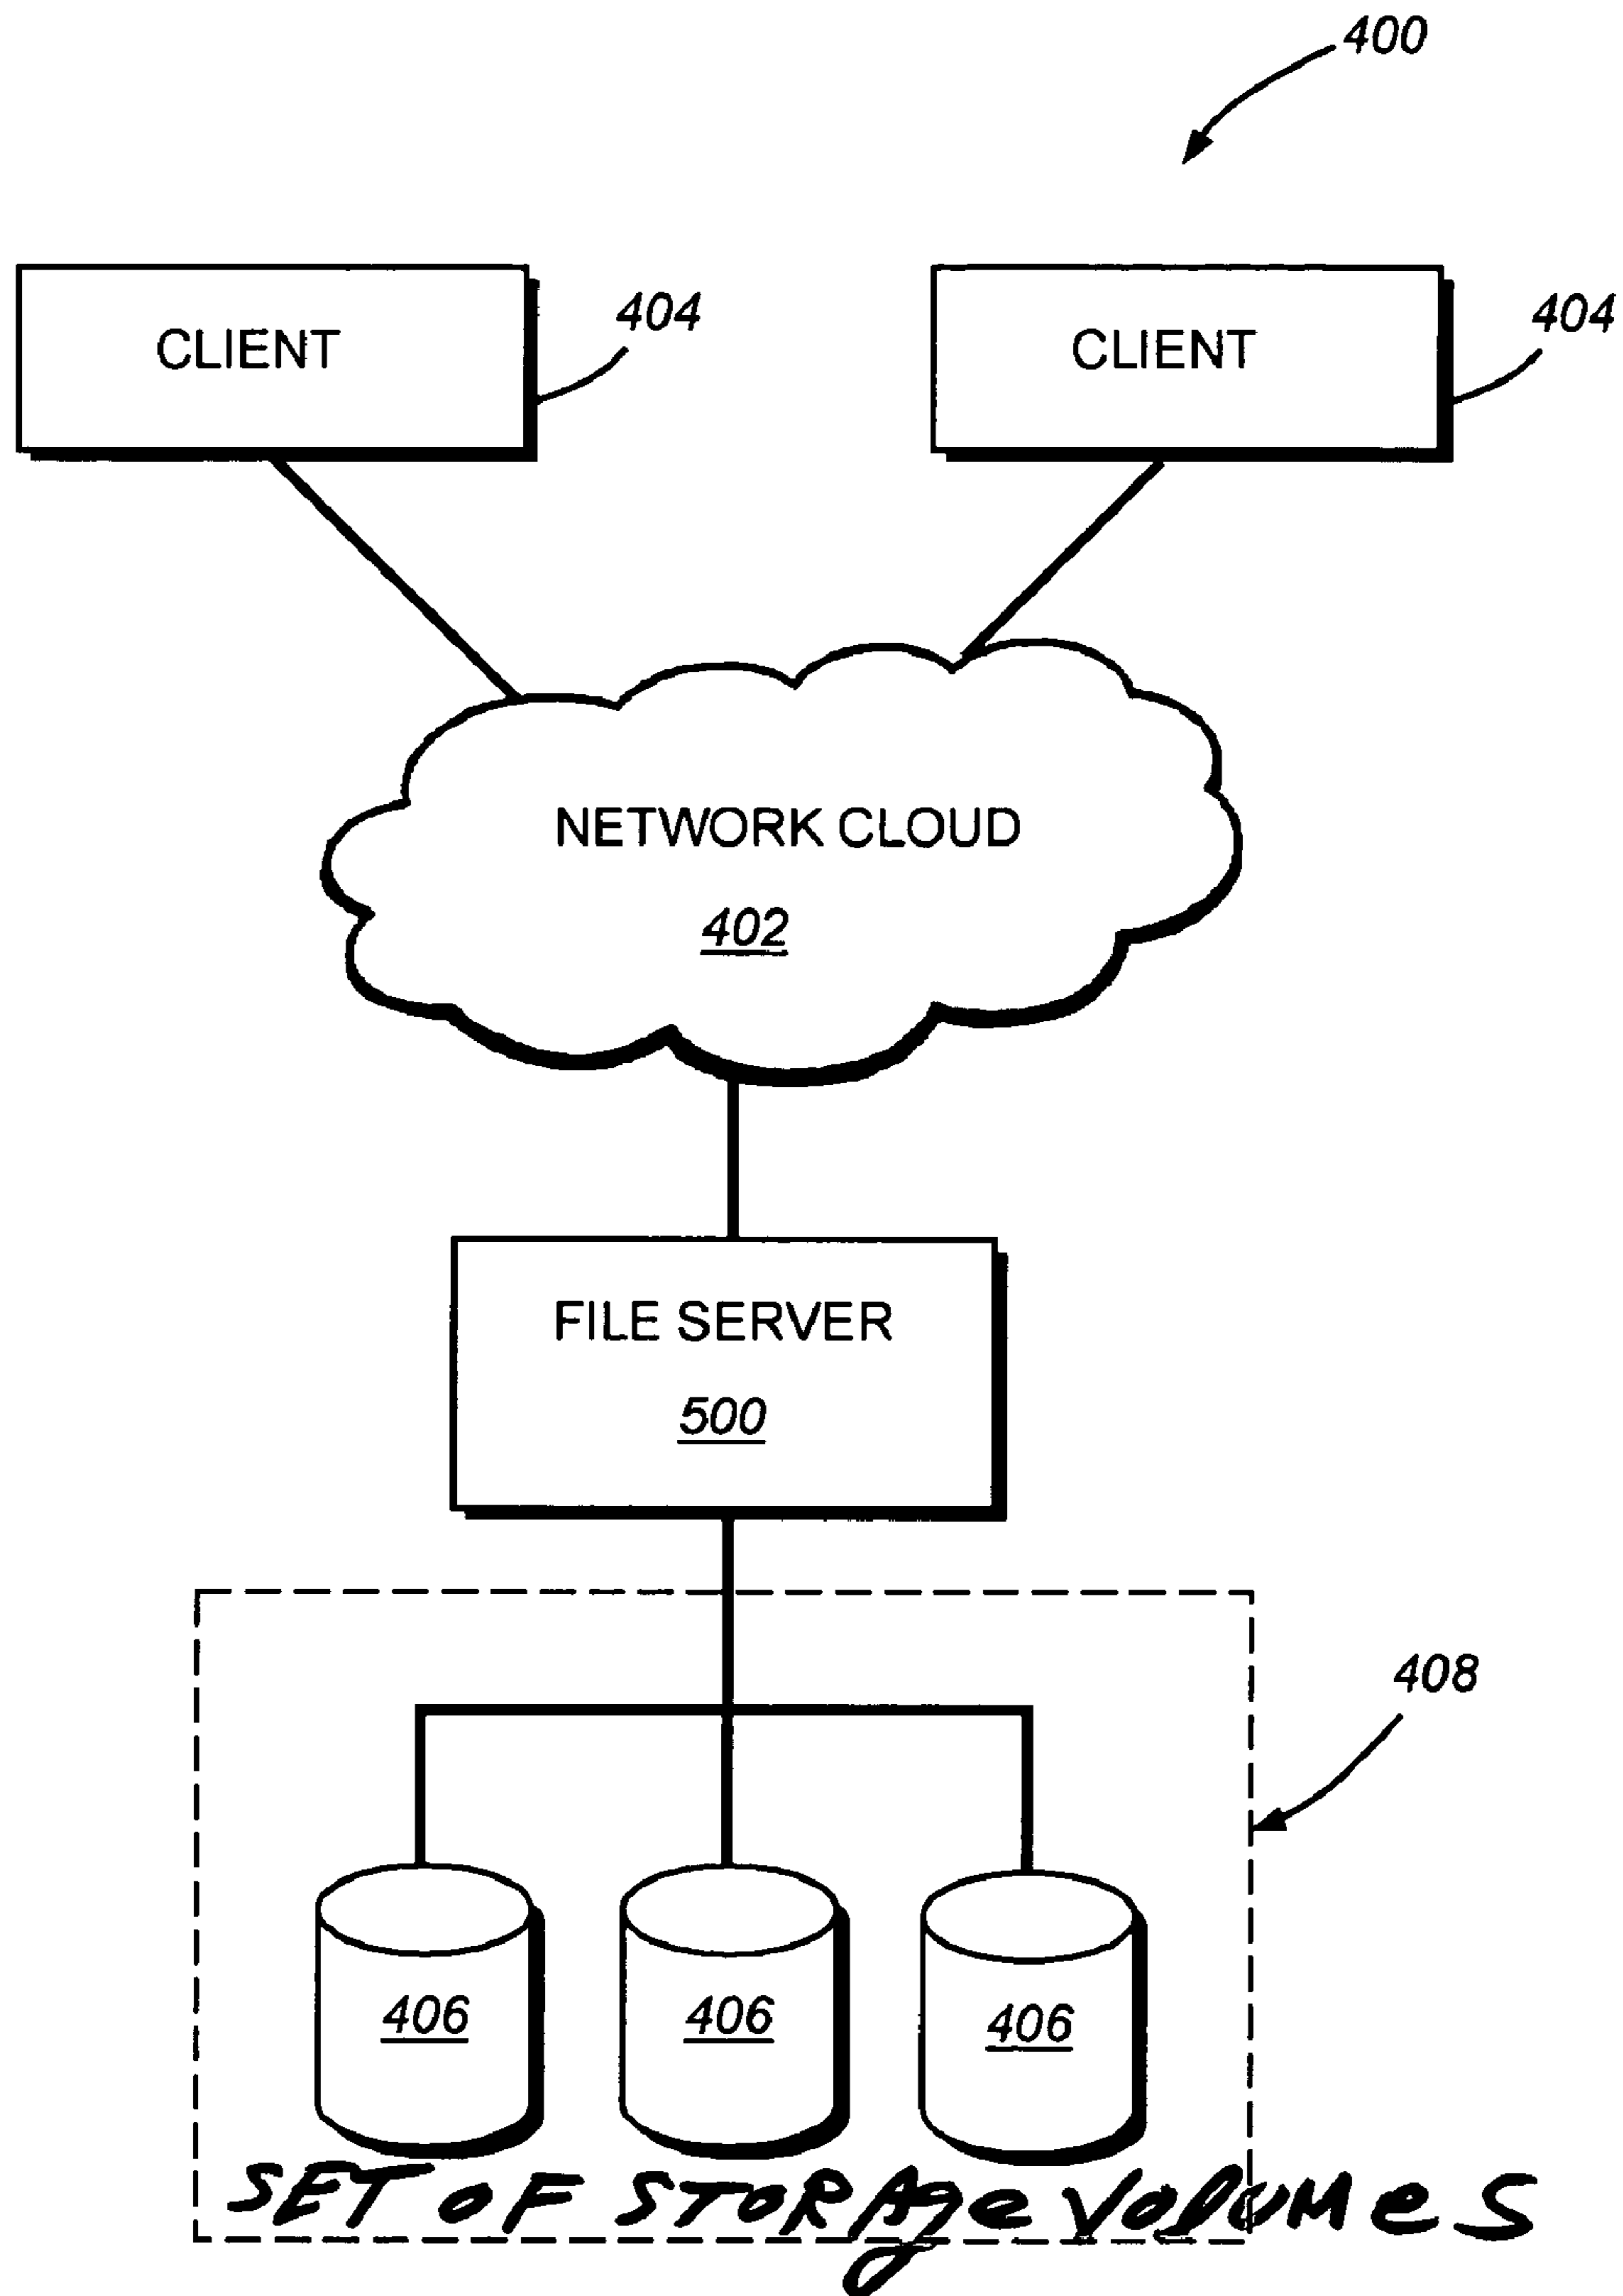 400
CLIENT
404
CLIENT
404
NETWORK CLOUD
402
FILE SERVER
500
408
406
406
406
SET OF STORAge VOlUMeS